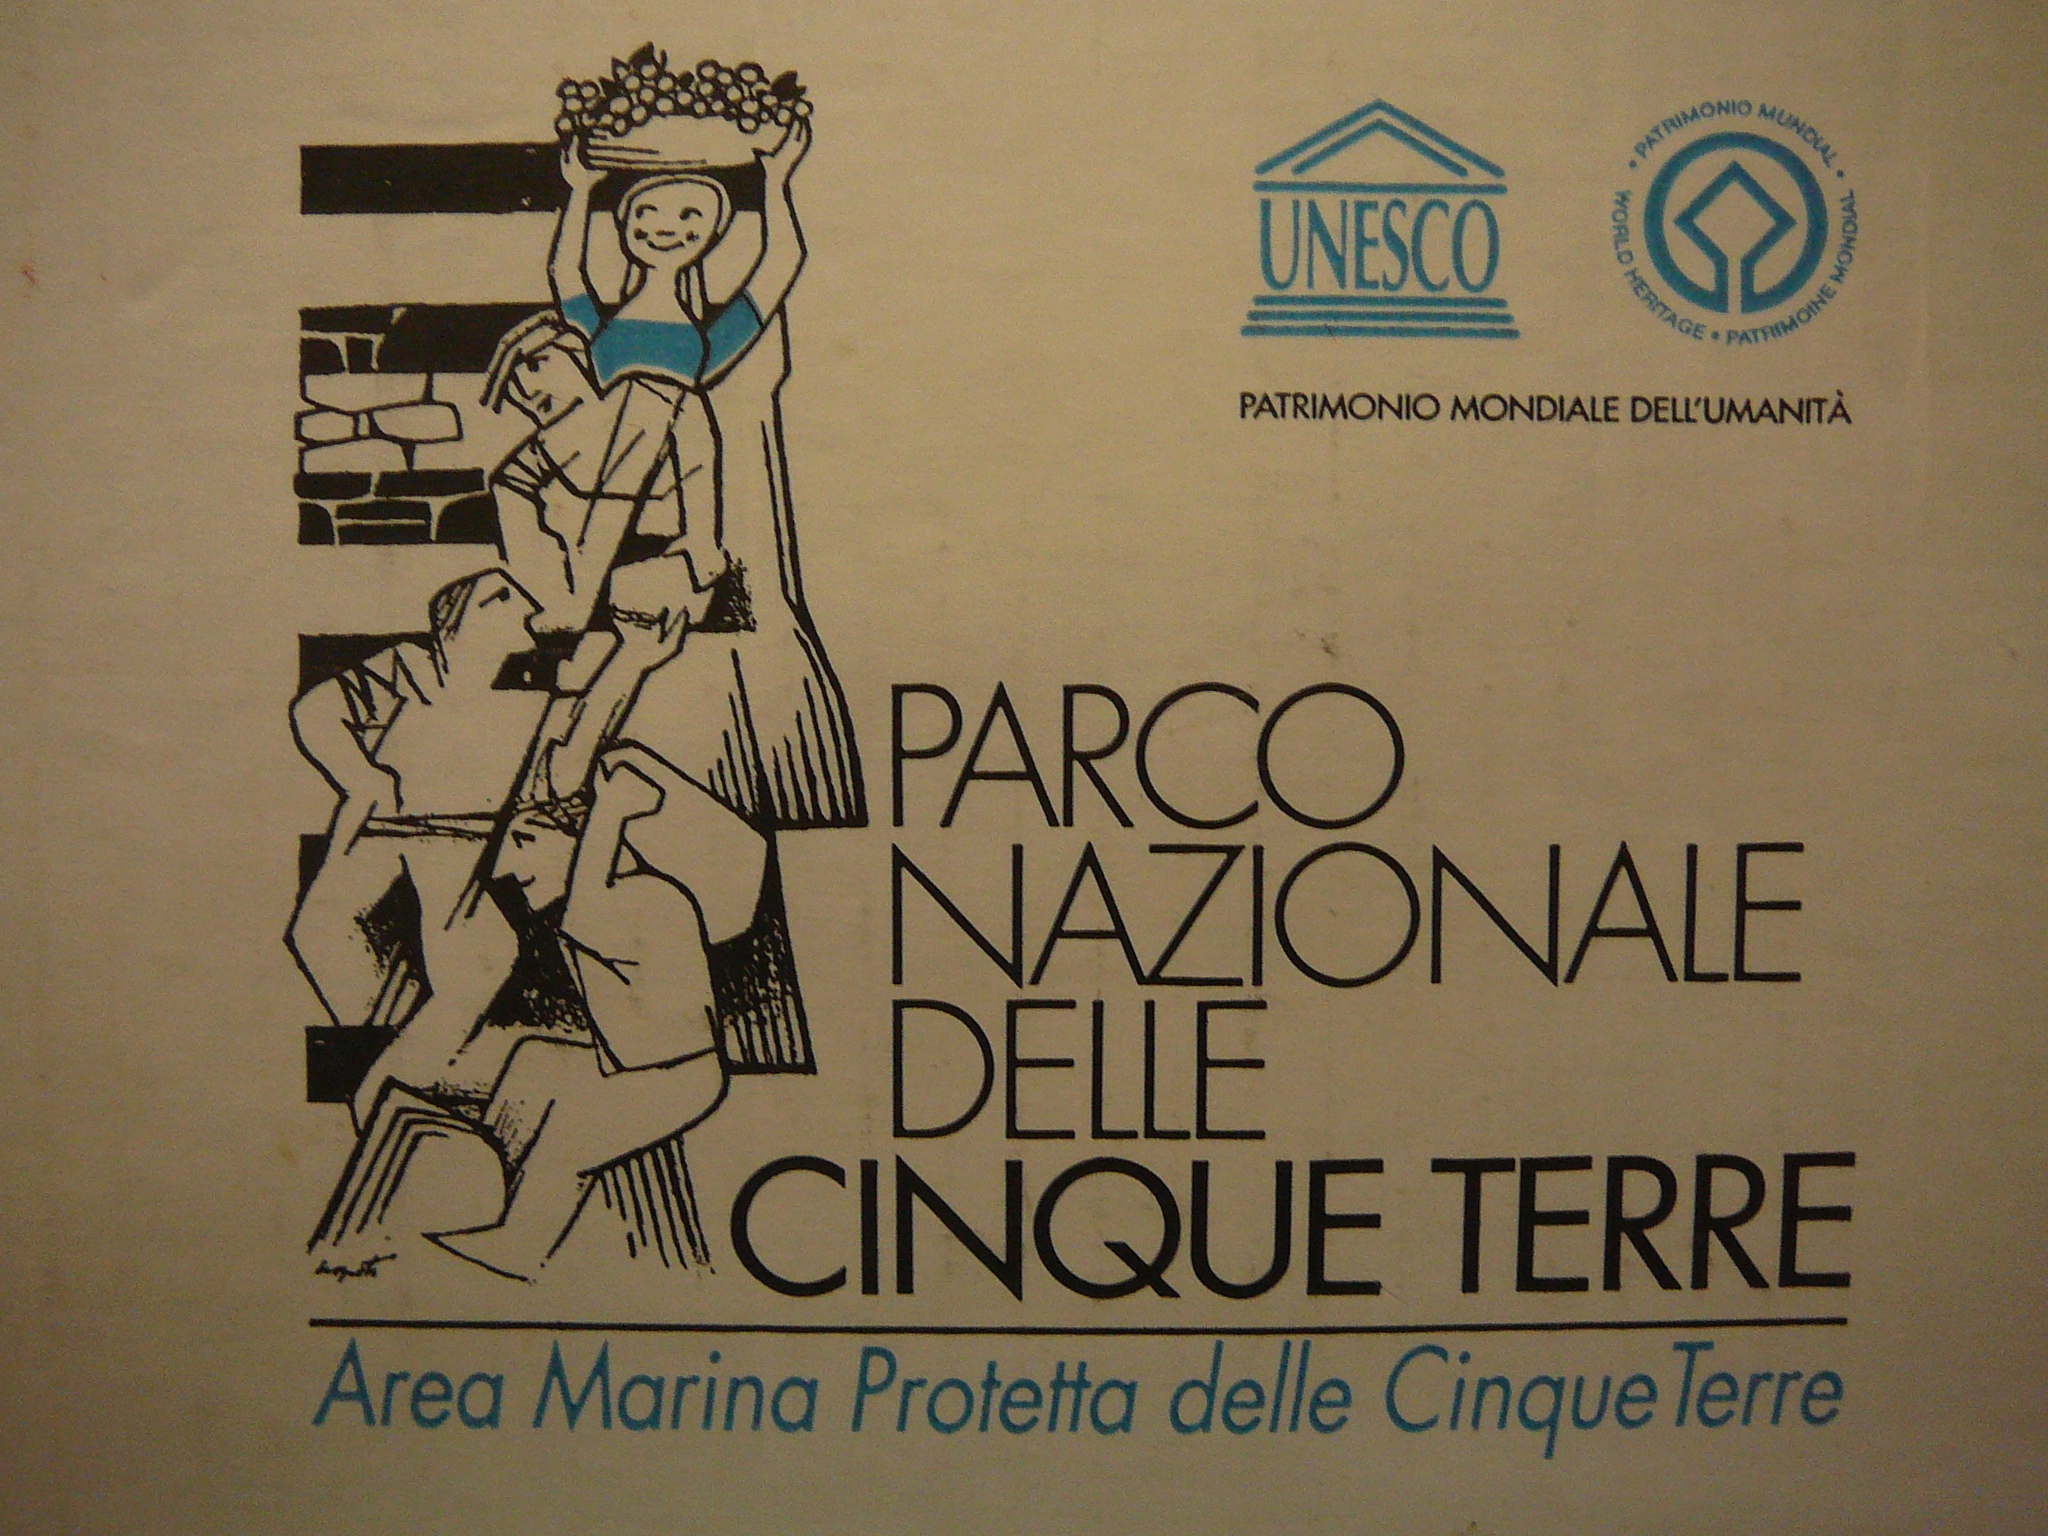 UNESCO
• PATRIMONIO MUNDIAL •
WORLD HERITAGE • PATRIMOINE MONDIAL
PATRIMONIO MONDIALE DELL'UMANITÀ
PARCO
NAZIONALE
DELLE
CINQUE TERRE
Area Marina Protetta delle Cinque Terre